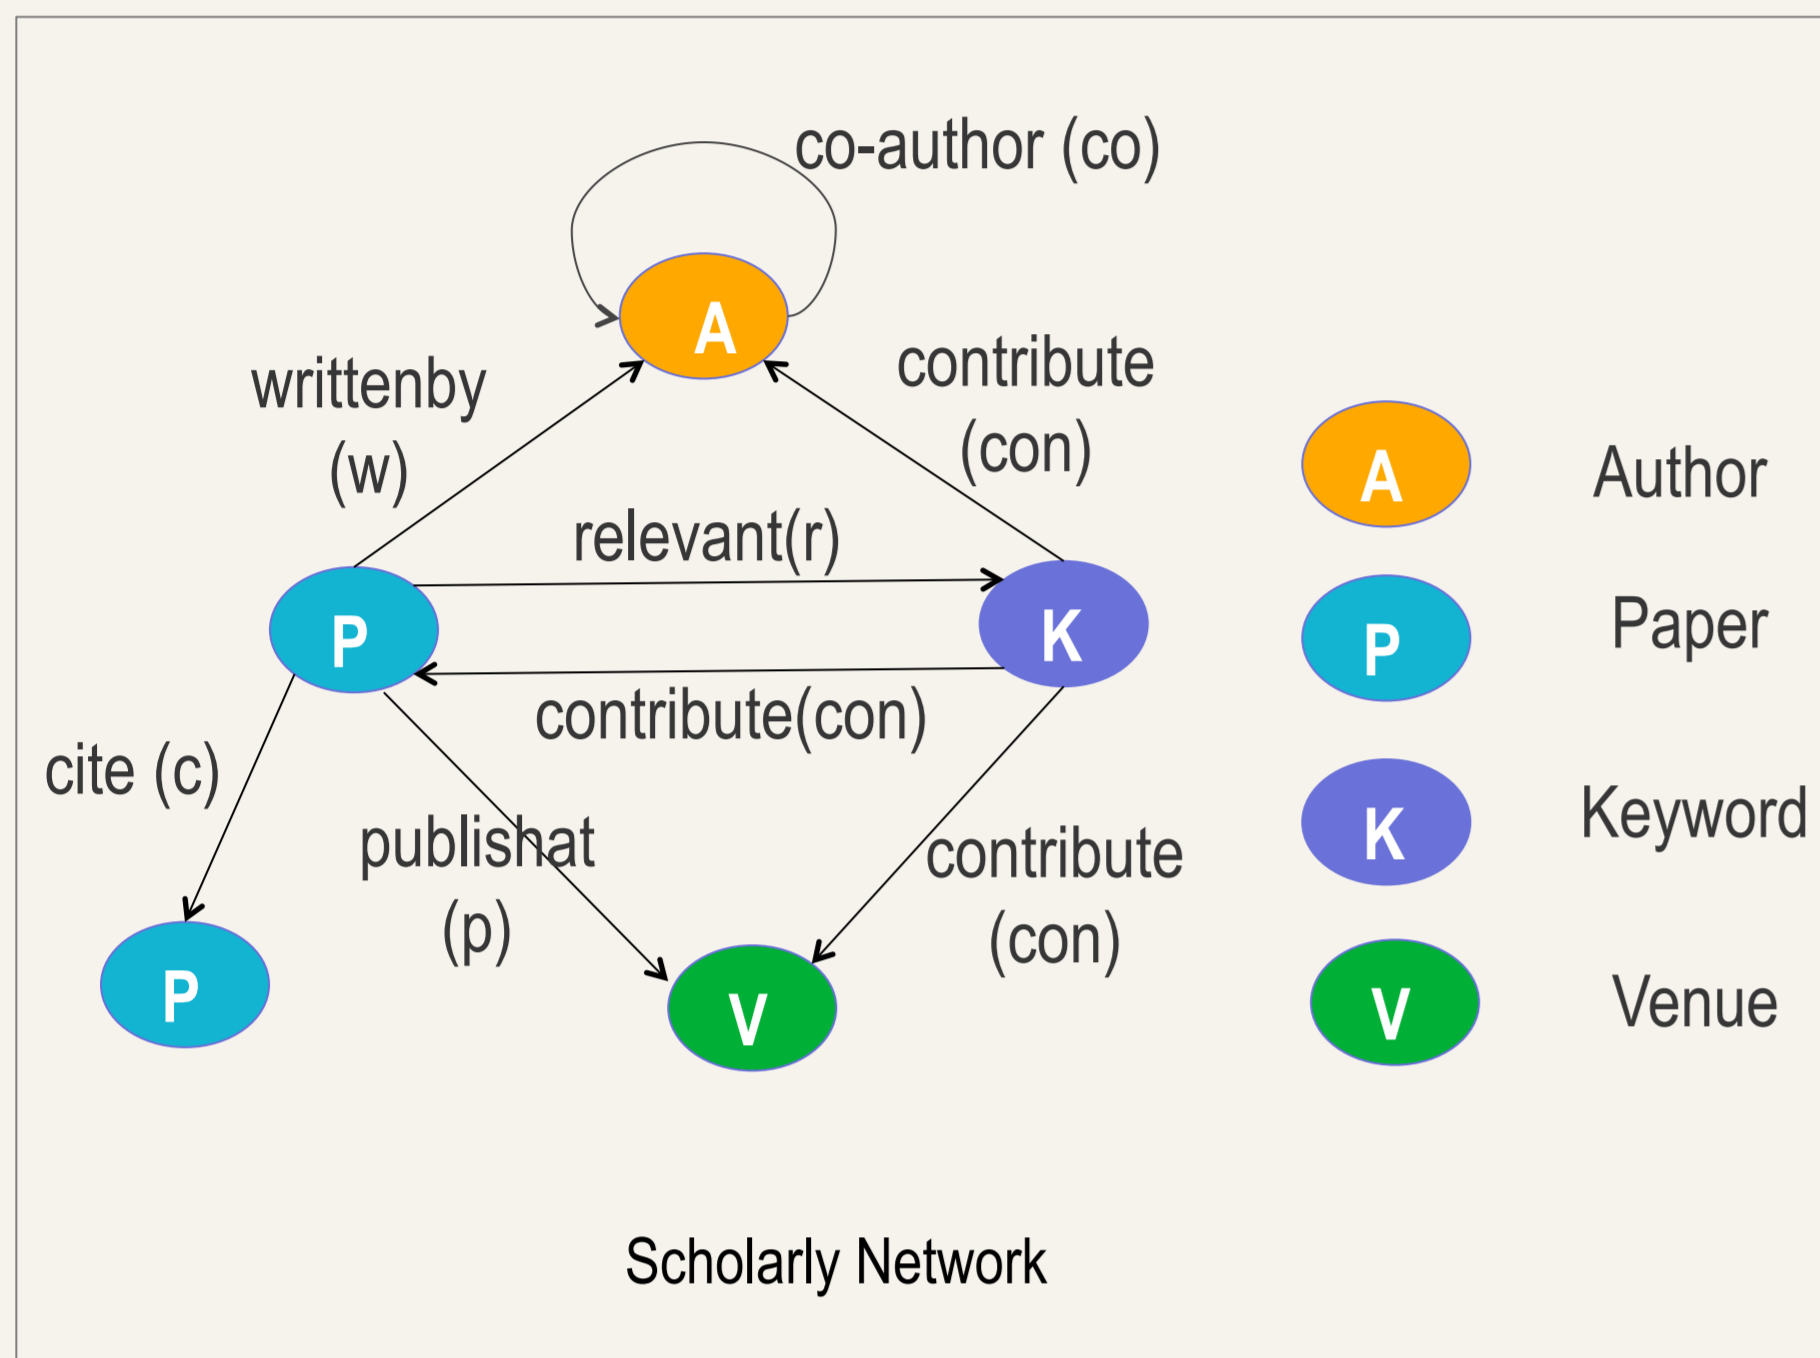 co-author (co)
A
writtenby
(w)
contribute
(con)
relevant(r)
P
K
contribute(con)
cite (c)
publishat
(p)
contribute
(con)
P
V
A
Author
P
Paper
K
Keyword
V
Venue
Scholarly Network